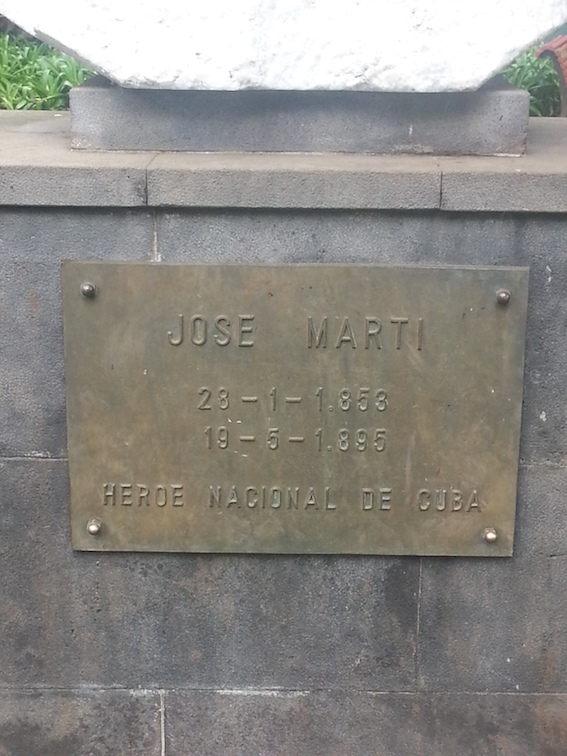 JOSE MARTI
28-1-1.853
19-5-1.895
HEROE NACIONAL DE CUBA